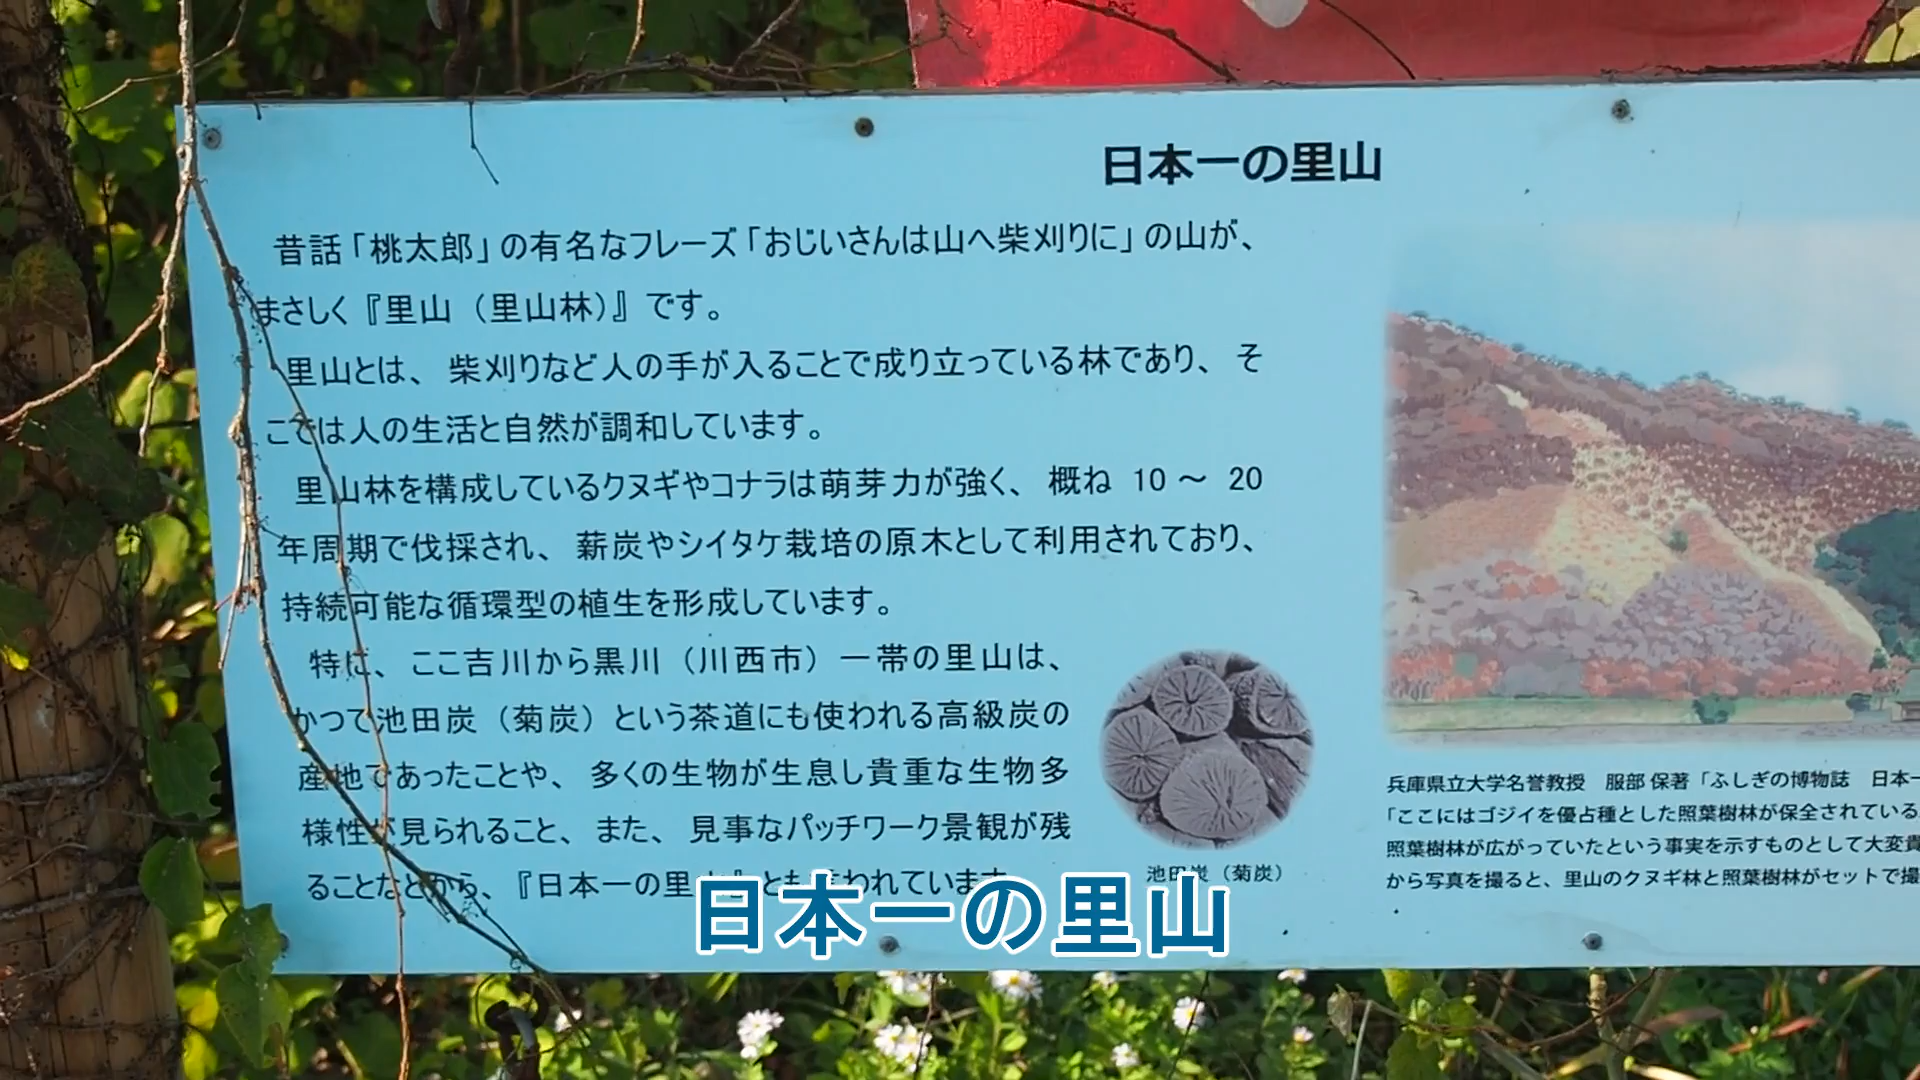 日本一の里山
昔話「桃太郎」の有名なフレーズ「おじいさんは山へ柴刈りに」の山が、
まさしく『里山（里山林）』です。
里山とは、柴刈りなど人の手が入ることで成り立っている林であり、そ
こでは人の生活と自然が調和しています。
里山林を構成しているクヌギやコナラは萌芽力が強く、概ね 10 ～ 20
年周期で伐採され、薪炭やシイタケ栽培の原木として利用されており、
持続可能な循環型の植生を形成しています。
特に、ここ吉川から黒川（川西市）一帯の里山は、
かつて池田炭（菊炭）という茶道にも使われる高級炭の
産地であったことや、多くの生物が生息し貴重な生物多
様性が見られること、また、見事なパッチワーク景観が残
ることなどから、『日本一の里山』とも言われています。
池田炭（菊炭）
兵庫県立大学名誉教授　服部 保著「ふしぎの博物誌　日本一
「ここにはコジイを優占種とした照葉樹林が保全されている
照葉樹林が広がっていたという事実を示すものとして大変貴
から写真を撮ると、里山のクヌギ林と照葉樹林がセットで撮
日本一の里山